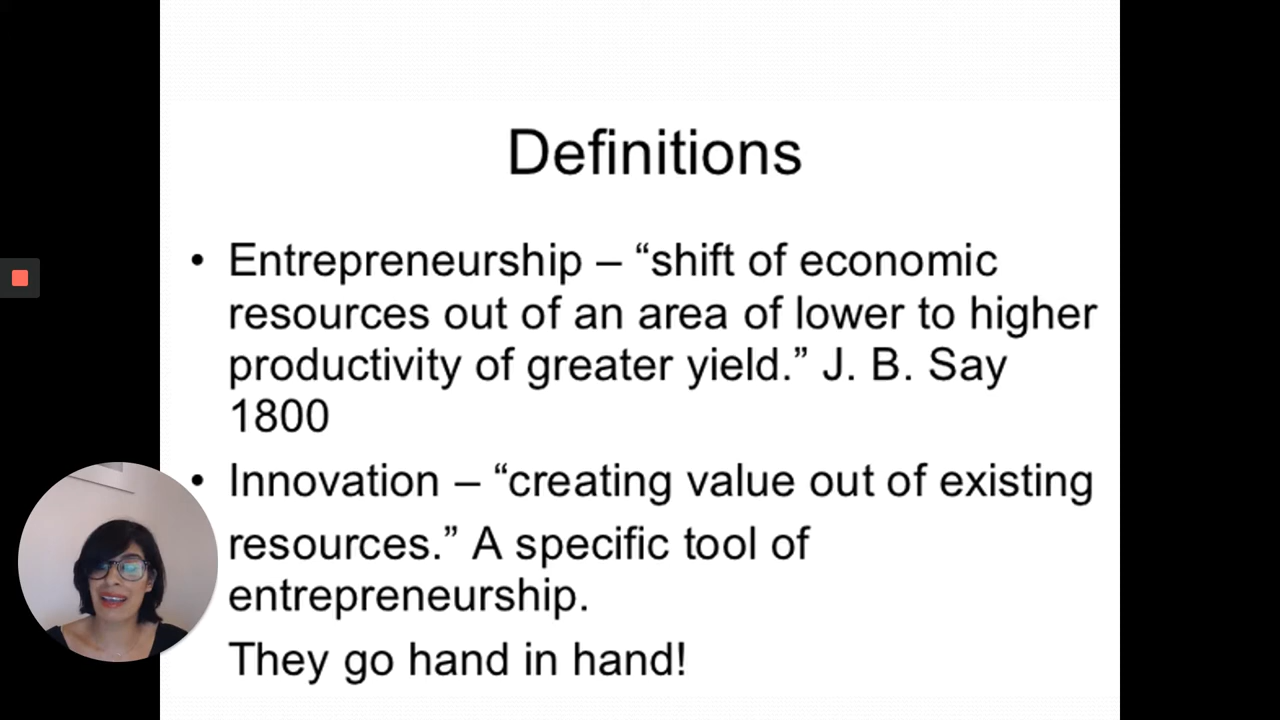 Definitions
• Entrepreneurship – “shift of economic
resources out of an area of lower to higher
productivity of greater yield.” J. B. Say
1800
• Innovation – “creating value out of existing
resources.” A specific tool of
entrepreneurship.
They go hand in hand!